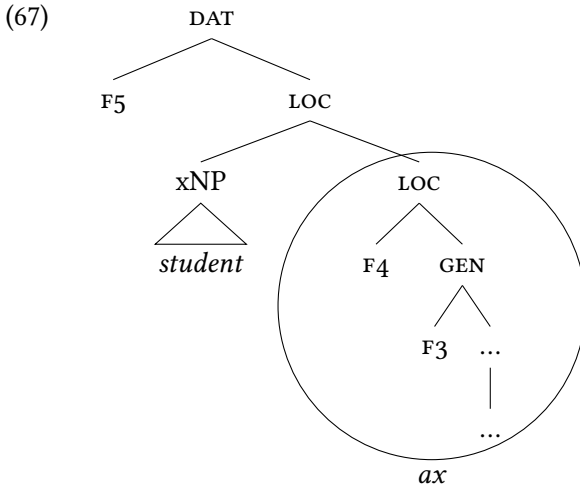 (67)
DAT
F5 LOC
xNP LOC
student
F4 GEN
F3 ...
...
ax